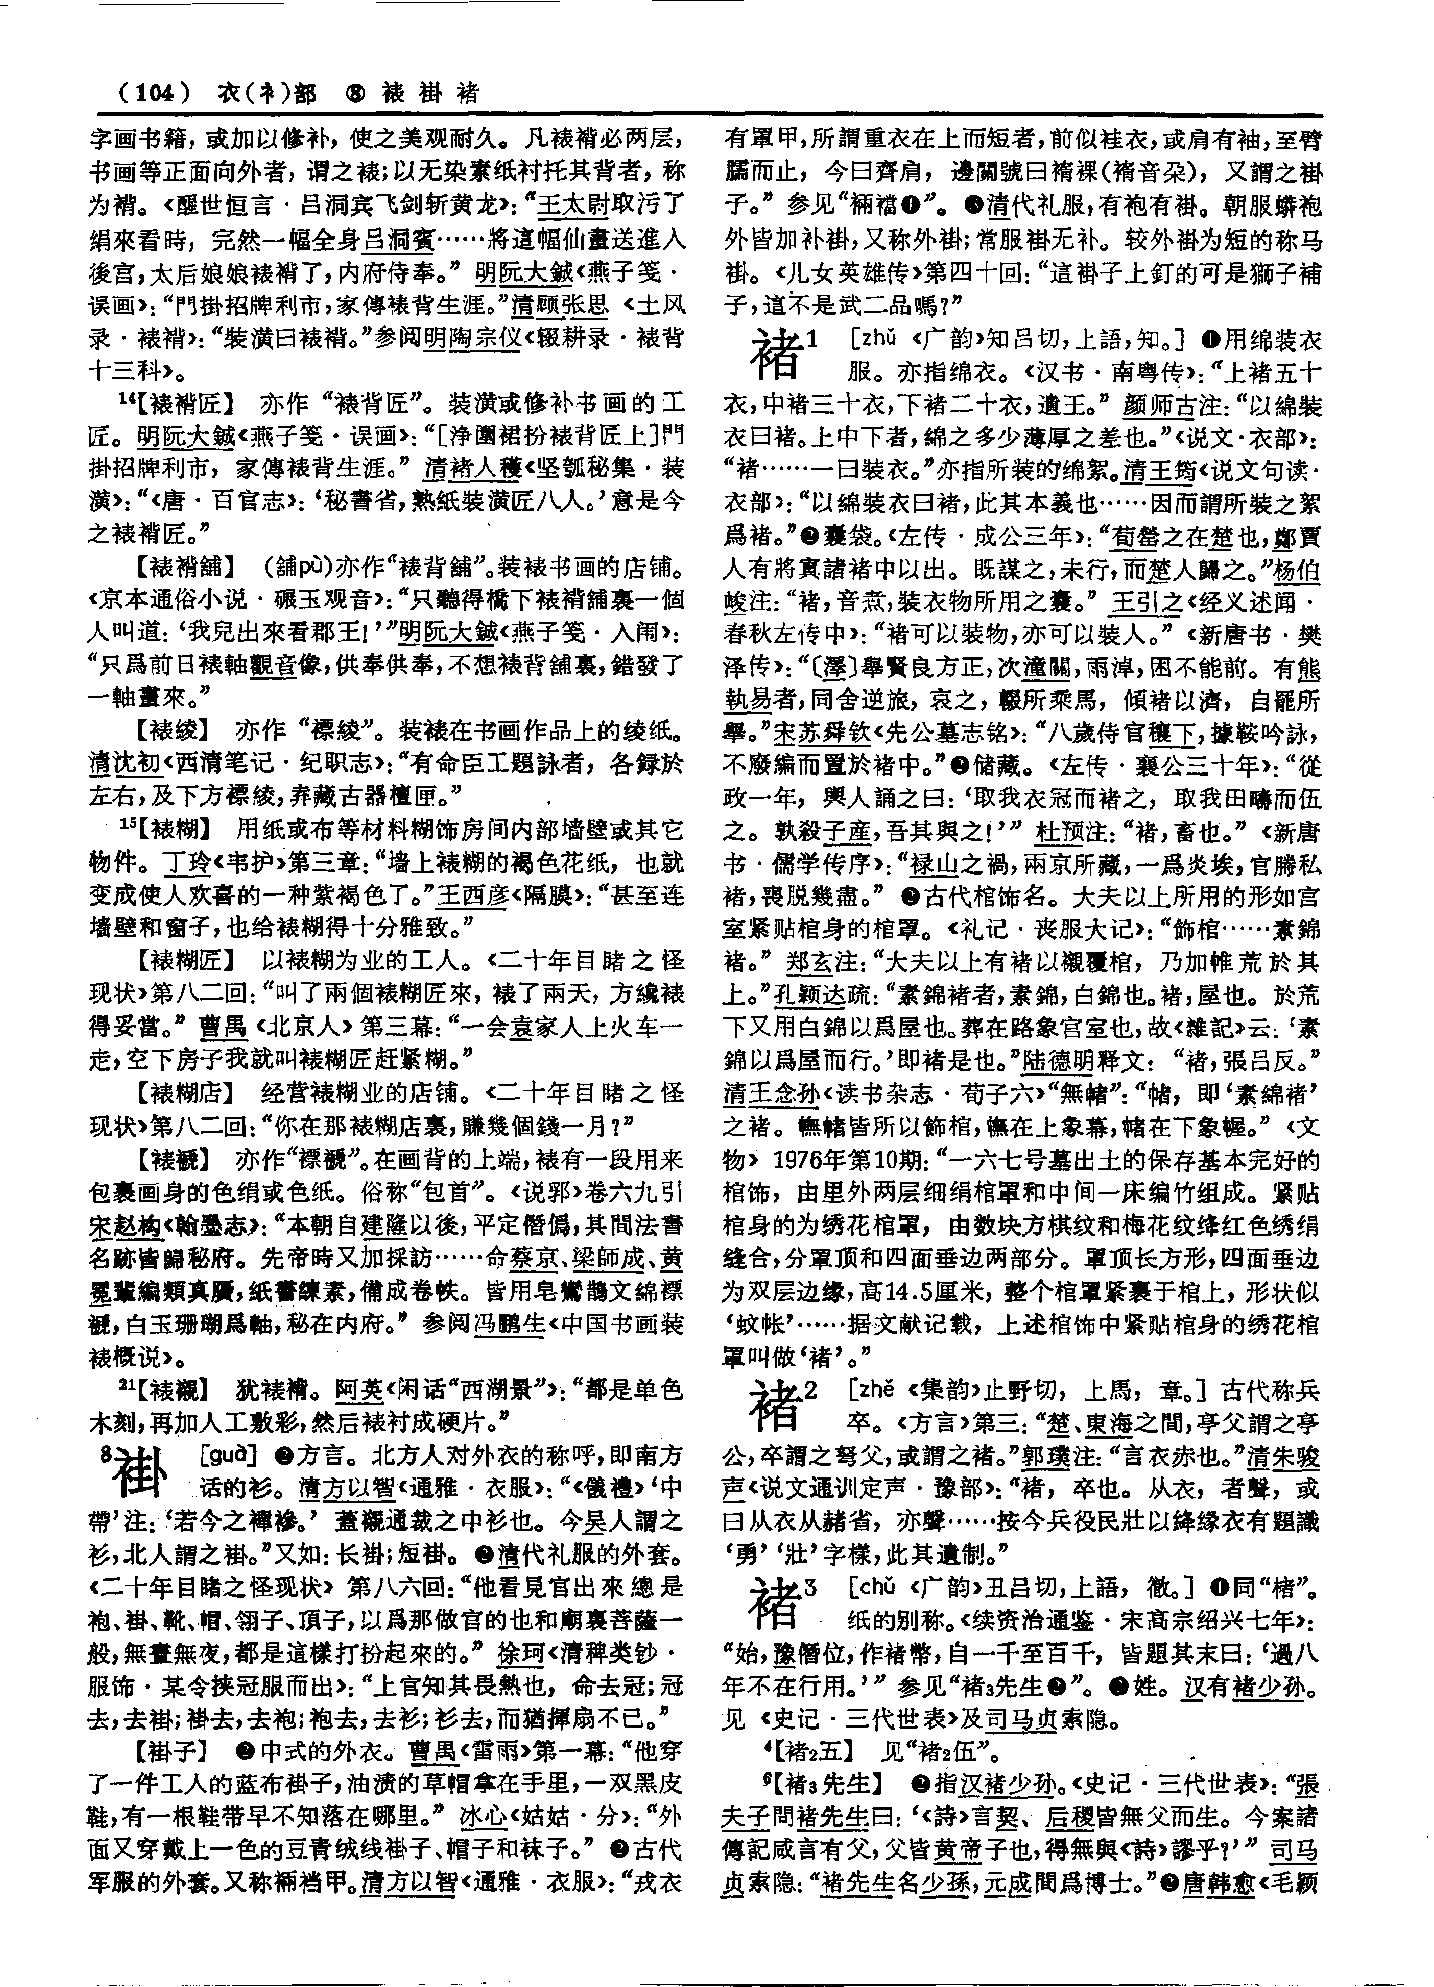 (104) 衣(衤)部 ⑧ 裱 褂 褚
字画书籍，或加以修补，使之美观耐久。凡裱褙必两层，
书画等正面向外者，谓之裱；以无染素纸衬托其背者，称
为褙。《醒世恒言·吕洞宾飞剑斩黄龙》：“王太尉取污了
绢來看時，完然一幅全身吕洞賓……將這幅仙畫送進入
後宫，太后娘娘裱褙了，内府侍奉。” 明阮大鋮《燕子笺·
误画》：“門掛招牌利市，家傳裱背生涯。”清顾张思《土风
录·裱褙》：“裝潢曰裱褙。”参阅明陶宗仪《辍耕录·裱背
十三科》。
14【裱褙匠】 亦作“裱背匠”。装潢或修补书画的工
匠。明阮大鋮《燕子笺·误画》：“[浄團裙扮裱背匠上]門
掛招牌利市，家傳裱背生涯。” 清褚人穫《坚瓠秘集·装
潢》：“《唐·百官志》：‘秘書省，熟紙裝潢匠八人。’意是今
之裱褙匠。”
【裱褙舖】 (舖pù)亦作“裱背舖”。装裱书画的店铺。
《京本通俗小说·碾玉观音》：“只聽得橋下裱褙舖裏一個
人叫道：‘我兒出來看郡王！’”明阮大鋮《燕子笺·入闱》：
“只爲前日裱軸觀音像，供奉供奉，不想裱背舖裏，錯發了
一軸畫來。”
【裱绫】 亦作“褾綾”。装裱在书画作品上的绫纸。
清沈初《西清笔记·纪职志》：“有命臣工題詠者，各録於
左右，及下方褾綾，弆藏古器檀匣。”
15【裱糊】 用纸或布等材料糊饰房间内部墙壁或其它
物件。丁玲《韦护》第三章：“墙上裱糊的褐色花纸，也就
变成使人欢喜的一种紫褐色了。”王西彦《隔膜》：“甚至连
墙壁和窗子，也给裱糊得十分雅致。”
【裱糊匠】 以裱糊为业的工人。《二十年目睹之怪
现状》第八二回：“叫了兩個裱糊匠來，裱了兩天，方纔裱
得妥當。” 曹禺《北京人》第三幕：“一会袁家人上火车一
走，空下房子我就叫裱糊匠赶紧糊。”
【裱糊店】 经营裱糊业的店铺。《二十年目睹之怪
现状》第八二回：“你在那裱糊店裏，賺幾個錢一月？”
【裱褫】 亦作“褾褫”。在画背的上端，裱有一段用来
包裹画身的色绢或色纸。俗称“包首”。《说郛》卷六九引
宋赵构《翰墨志》：“本朝自建隆以後，平定僭僞，其間法書
名跡皆歸秘府。先帝時又加採訪……命蔡京、梁師成、黄
冕輩編類真贋，纸書縑素，備成卷帙。皆用皂鸞鵲文綿褾
褫，白玉珊瑚爲軸，秘在内府。” 参阅冯鹏生《中国书画装
裱概说》。
21【裱襯】 犹裱褙。阿英《闲话“西湖景”》：“都是单色
木刻，再加人工敷彩，然后裱衬成硬片。”
8褂 [guà] ❶方言。北方人对外衣的称呼，即南方
话的衫。清方以智《通雅·衣服》：“《儀禮》‘中
帶’注：‘若今之褌襂。’ 蓋襯通裁之中衫也。今吴人謂之
衫，北人謂之褂。”又如：长褂；短褂。❷清代礼服的外套。
《二十年目睹之怪现状》第八六回：“他看見官出來總是
袍、褂、靴、帽、翎子、頂子，以爲那做官的也和廟裏菩薩一
般，無晝無夜，都是這樣打扮起來的。” 徐珂《清稗类钞·
服饰·某令挟冠服而出》：“上官知其畏熱也，命去冠；冠
去，去褂；褂去，去袍；袍去，去衫；衫去，而猶揮扇不已。”
【褂子】 ❶中式的外衣。曹禺《雷雨》第一幕：“他穿
了一件工人的蓝布褂子，油渍的草帽拿在手里，一双黑皮
鞋，有一根鞋带早不知落在哪里。” 冰心《姑姑·分》：“外
面又穿戴上一色的豆青绒线褂子、帽子和袜子。” ❷古代
军服的外套。又称裲裆甲。清方以智《通雅·衣服》：“戎衣
有罩甲，所謂重衣在上而短者，前似袿衣，或肩有袖，至臂
臑而止，今曰齊肩，邊關號曰褙裸(褙音朵)，又謂之褂
子。” 参见“裲襠❶”。❸清代礼服，有袍有褂。朝服蟒袍
外皆加补褂，又称外褂；常服褂无补。较外褂为短的称马
褂。《儿女英雄传》第四十回：“這褂子上釘的可是獅子補
子，這不是武二品嗎？”
褚1 [zhǔ 《广韵》知吕切，上語，知。] ❶用绵装衣
服。亦指绵衣。《汉书·南粤传》：“上褚五十
衣，中褚三十衣，下褚二十衣，遺王。” 颜师古注：“以綿裝
衣曰褚。上中下者，綿之多少薄厚之差也。”《说文·衣部》：
“褚……一曰裝衣。”亦指所装的绵絮。清王筠《说文句读·
衣部》：“以綿裝衣曰褚，此其本義也……因而謂所裝之絮
爲褚。”❷囊袋。《左传·成公三年》：“荀罃之在楚也，鄭賈
人有將寘諸褚中以出。既謀之，未行，而楚人歸之。”杨伯
峻注：“褚，音煮，裝衣物所用之囊。” 王引之《经义述闻·
春秋左传中》：“褚可以裝物，亦可以裝人。” 《新唐书·樊
泽传》：“〔澤〕舉賢良方正，次潼關，雨淖，困不能前。有熊
執易者，同舍逆旅，哀之，輟所乘馬，傾褚以濟，自罷所
舉。”宋苏舜钦《先公墓志铭》：“八歲侍官穰下，據鞍吟詠，
不廢編而置於褚中。”❸储藏。《左传·襄公三十年》：“從
政一年，輿人誦之曰：‘取我衣冠而褚之，取我田疇而伍
之。孰殺子産，吾其與之！’” 杜预注：“褚，畜也。” 《新唐
书·儒学传序》：“禄山之禍，兩京所藏，一爲炎埃，官賸私
褚，喪脱幾盡。” ❹古代棺饰名。大夫以上所用的形如宫
室紧贴棺身的棺罩。《礼记·丧服大记》：“飾棺……素錦
褚。” 郑玄注：“大夫以上有褚以襯覆棺，乃加帷荒於其
上。”孔颖达疏：“素錦褚者，素錦，白錦也。褚，屋也。於荒
下又用白錦以爲屋也。葬在路象宫室也，故《雜記》云：‘素
錦以爲屋而行。’即褚是也。”陆德明释文：“褚，張吕反。”
清王念孙《读书杂志·荀子六》“無帾”：“帾，即‘素綿褚’
之褚。幠帾皆所以飾棺，幠在上象幕，帾在下象幄。” 《文
物》1976年第10期：“一六七号墓出土的保存基本完好的
棺饰，由里外两层细绢棺罩和中间一床编竹组成。紧贴
棺身的为绣花棺罩，由数块方棋纹和梅花纹绛红色绣绢
缝合，分罩顶和四面垂边两部分。罩顶长方形，四面垂边
为双层边缘，高14.5厘米，整个棺罩紧裹于棺上，形状似
‘蚊帐’……据文献记载，上述棺饰中紧贴棺身的绣花棺
罩叫做‘褚’。”
褚2 [zhě 《集韵》止野切，上馬，章。] 古代称兵
卒。《方言》第三：“楚、東海之間，亭父謂之亭
公，卒謂之弩父，或謂之褚。”郭璞注：“言衣赤也。”清朱骏
声《说文通训定声·豫部》：“褚，卒也。从衣，者聲，或
曰从衣从赭省，亦聲……按今兵役民壯以絳缘衣有題識
‘勇’‘壯’字樣，此其遺制。”
褚3 [chǔ 《广韵》丑吕切，上語，徹。] ❶同“楮”。
纸的别称。《续资治通鉴·宋高宗绍兴七年》：
“始，豫僭位，作褚幣，自一千至百千，皆題其末曰：‘過八
年不在行用。’” 参见“褚3先生❷”。❷姓。汉有褚少孙。
见《史记·三代世表》及司马贞索隐。
4【褚2五】 见“褚2伍”。
6【褚3先生】 ❶指汉褚少孙。《史记·三代世表》：“張
夫子問褚先生曰：‘《詩》言契、后稷皆無父而生。今案諸
傳記咸言有父，父皆黄帝子也，得無與《詩》謬乎？’” 司马
贞索隐：“褚先生名少孫，元成間爲博士。”❷唐韩愈《毛颖